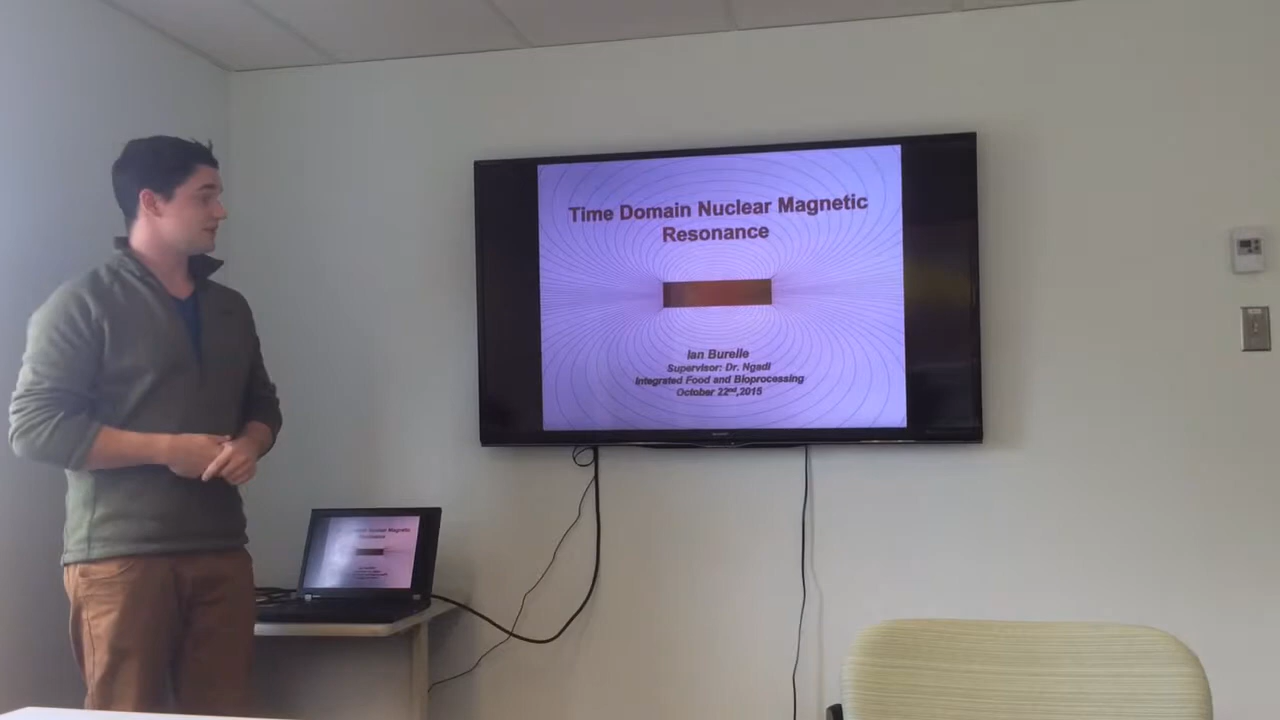 Time Domain Nuclear Magnetic
Resonance
Ian Burelle
Supervisor: Dr. Ngadi
Integrated Food and Bioprocessing
October 22nd,2015